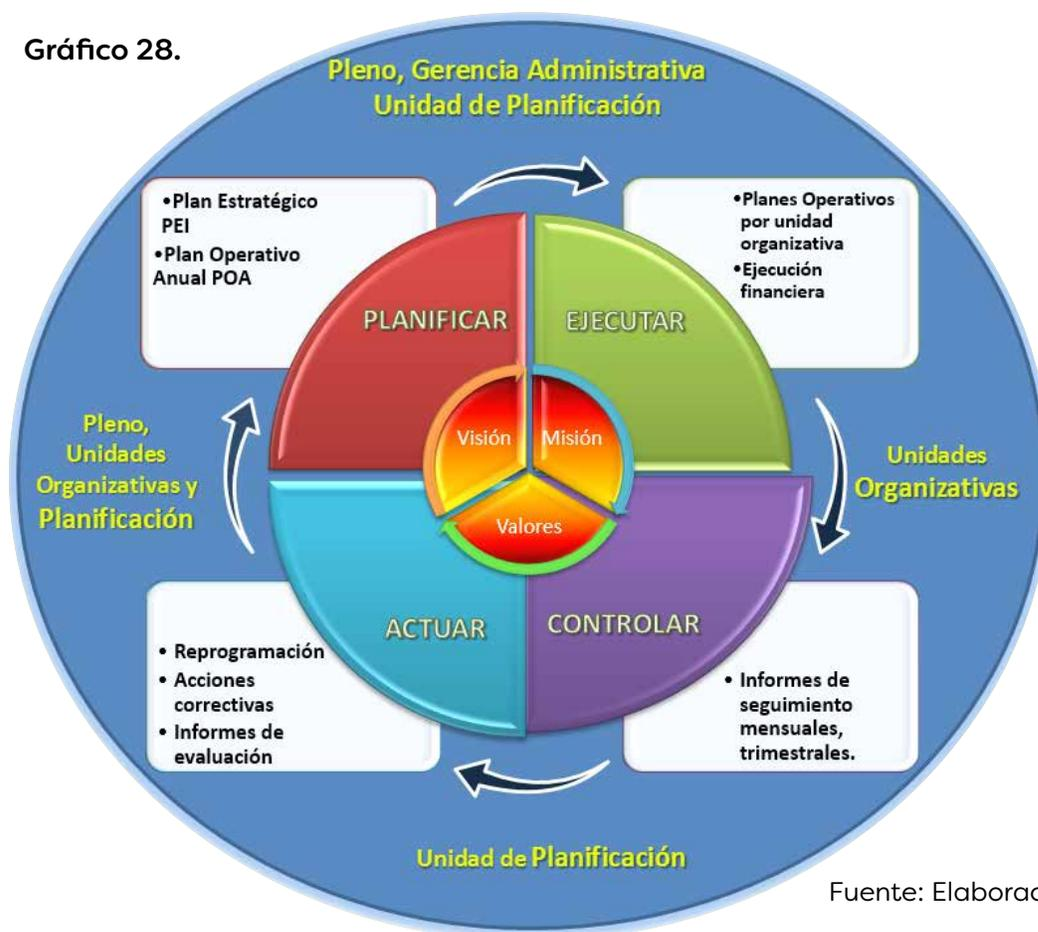 Gráfico 28.
Pleno, Gerencia Administrativa
Unidad de Planificación
•Plan Estratégico
PEI
•Plan Operativo
Anual POA
•Planes Operativos
por unidad
organizativa
•Ejecución
financiera
PLANIFICAR
EJECUTAR
Visión
Misión
Valores
Pleno,
Unidades
Organizativas y
Planificación
Unidades
Organizativas
ACTUAR
CONTROLAR
• Reprogramación
• Acciones
correctivas
• Informes de
evaluación
• Informes de
seguimiento
mensuales,
trimestrales.
Unidad de Planificación
Fuente: Elaborac